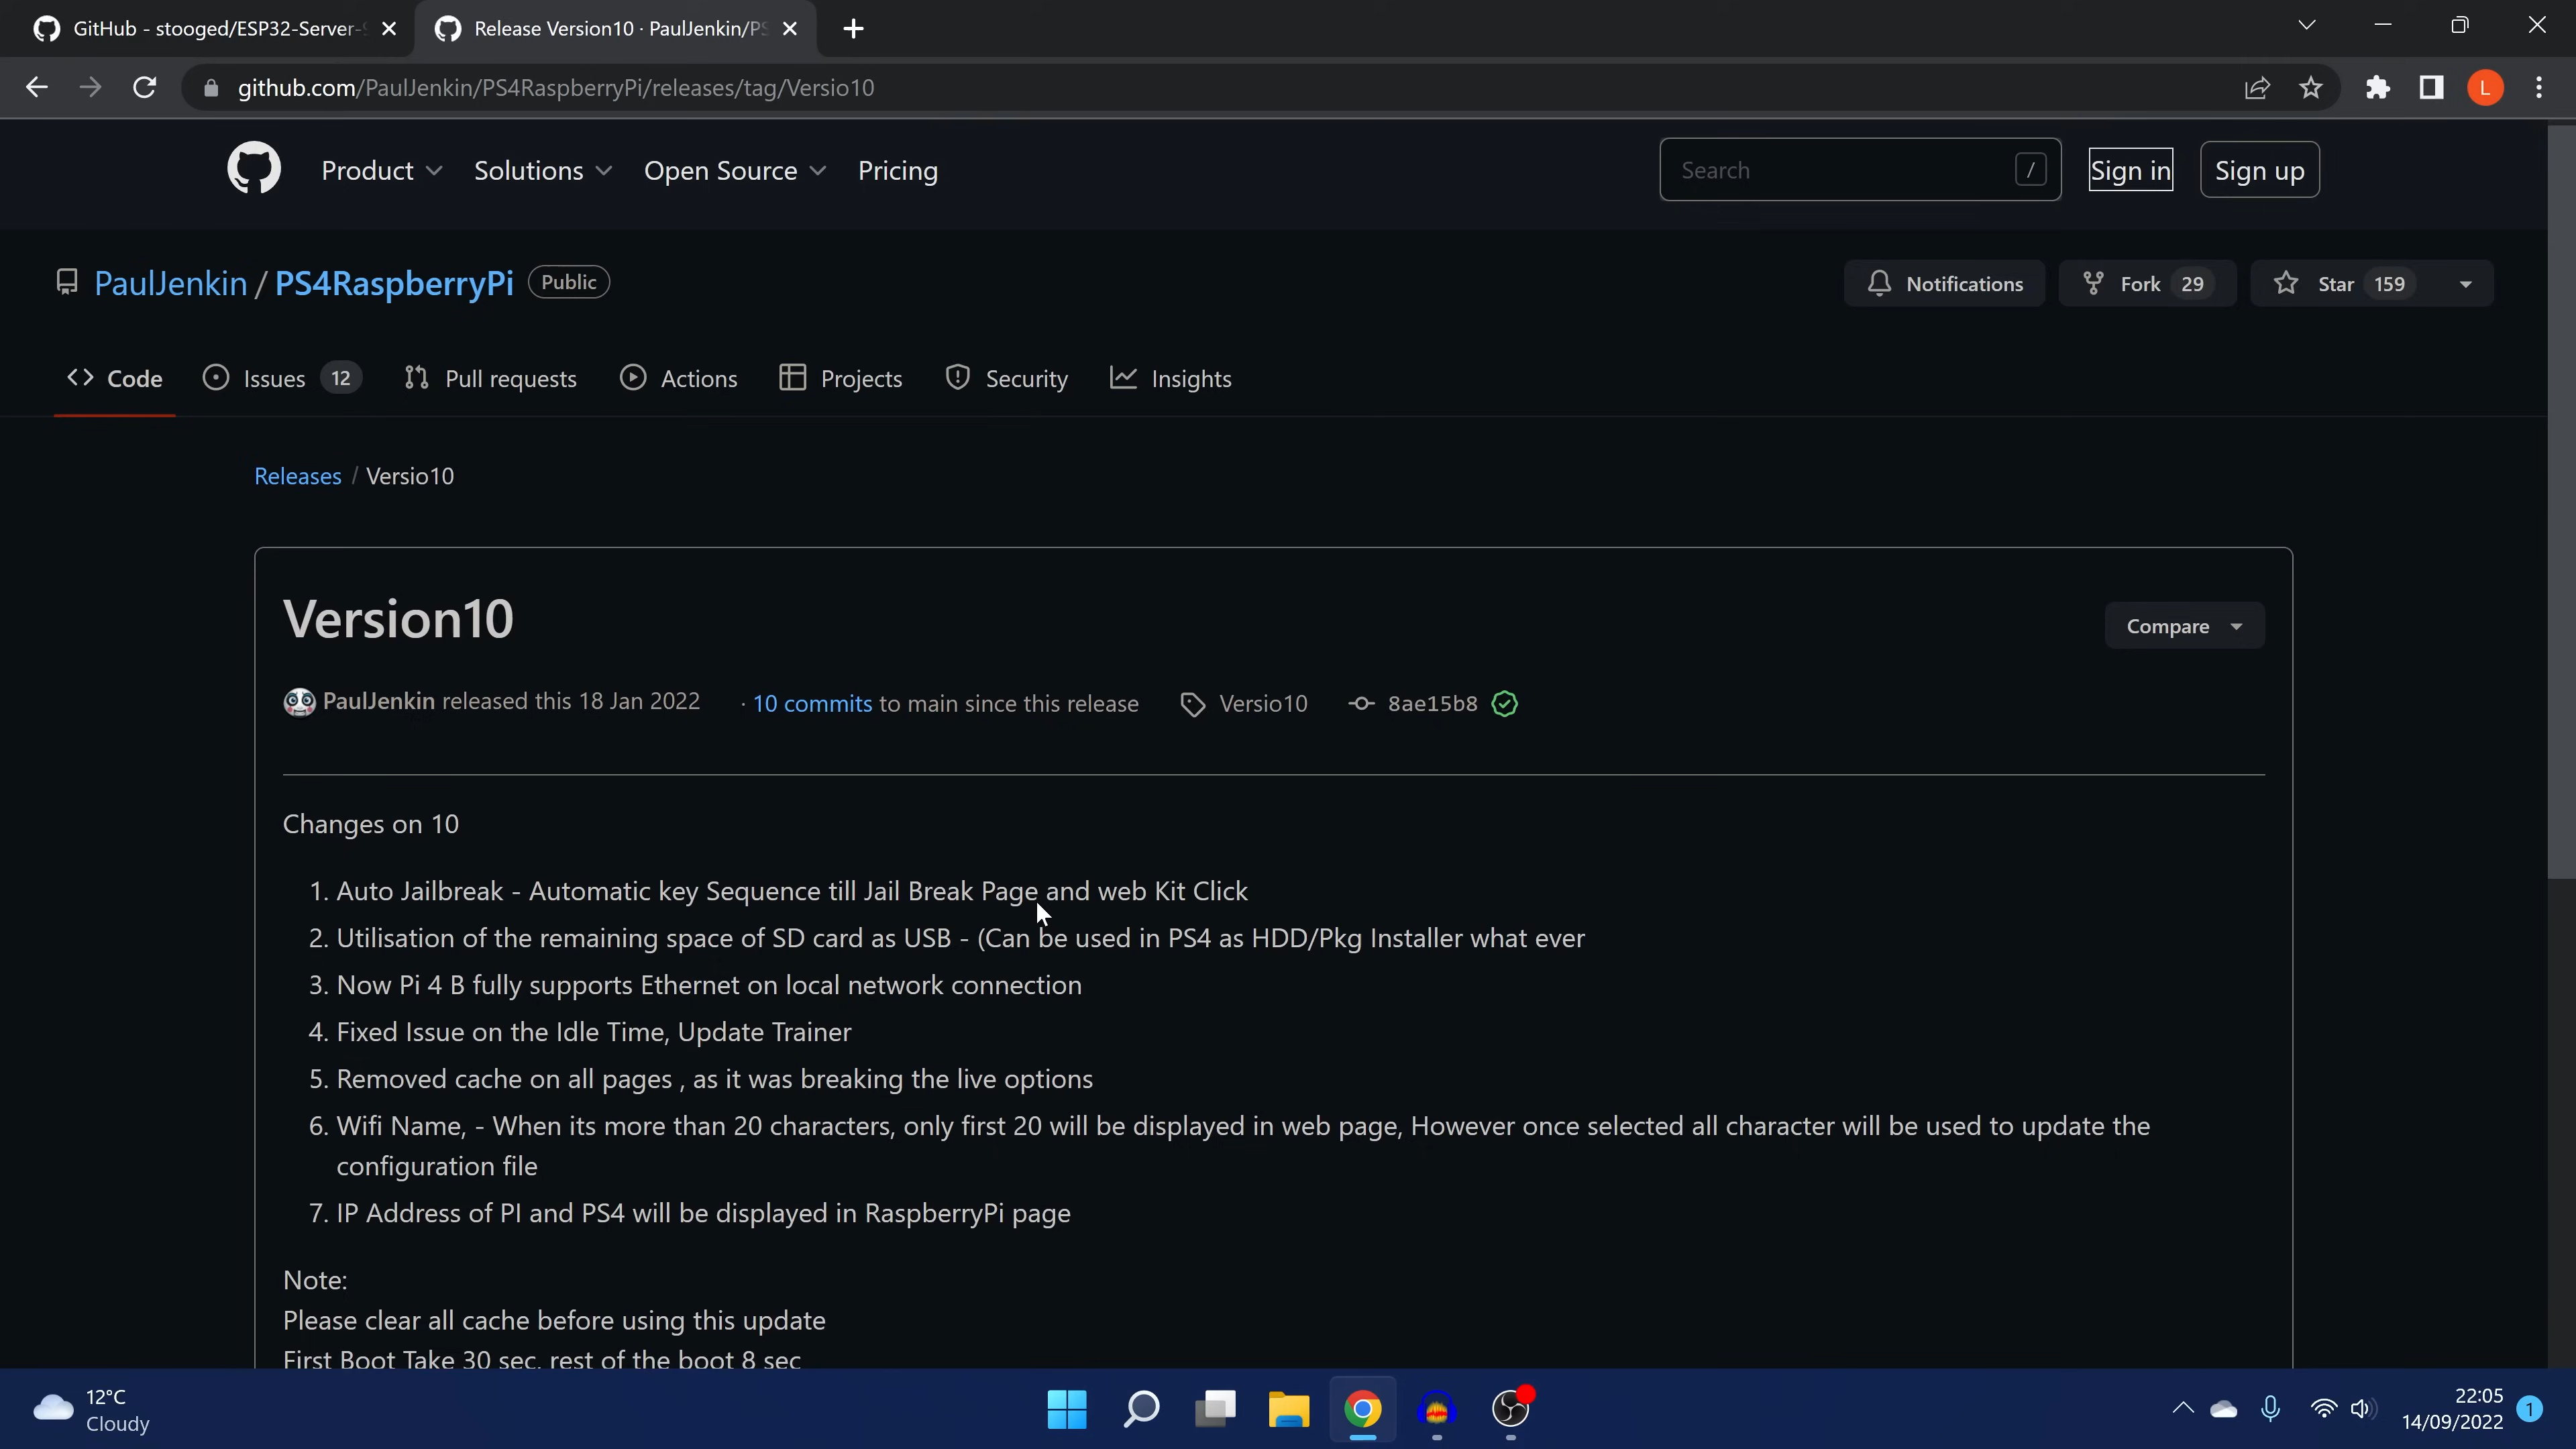 GitHub - stooged/ESP32-Server-
Release Version10 · PaulJenkin/PS
github.com/PaulJenkin/PS4RaspberryPi/releases/tag/Versio10
L
Product Solutions Open Source Pricing
Search /
Sign in
Sign up
PaulJenkin / PS4RaspberryPi Public
Notifications
Fork 29
Star 159
Code
Issues 12
Pull requests
Actions
Projects
Security
Insights
Releases / Versio10
Version10
Compare
PaulJenkin released this 18 Jan 2022 · 10 commits to main since this release Versio10 8ae15b8
Changes on 10
1. Auto Jailbreak - Automatic key Sequence till Jail Break Page and web Kit Click
2. Utilisation of the remaining space of SD card as USB - (Can be used in PS4 as HDD/Pkg Installer what ever
3. Now Pi 4 B fully supports Ethernet on local network connection
4. Fixed Issue on the Idle Time, Update Trainer
5. Removed cache on all pages , as it was breaking the live options
6. Wifi Name, - When its more than 20 characters, only first 20 will be displayed in web page, However once selected all character will be used to update the
configuration file
7. IP Address of PI and PS4 will be displayed in RaspberryPi page
Note:
Please clear all cache before using this update
First Boot Take 30 sec, rest of the boot 8 sec
12°C
Cloudy
22:05
14/09/2022
1